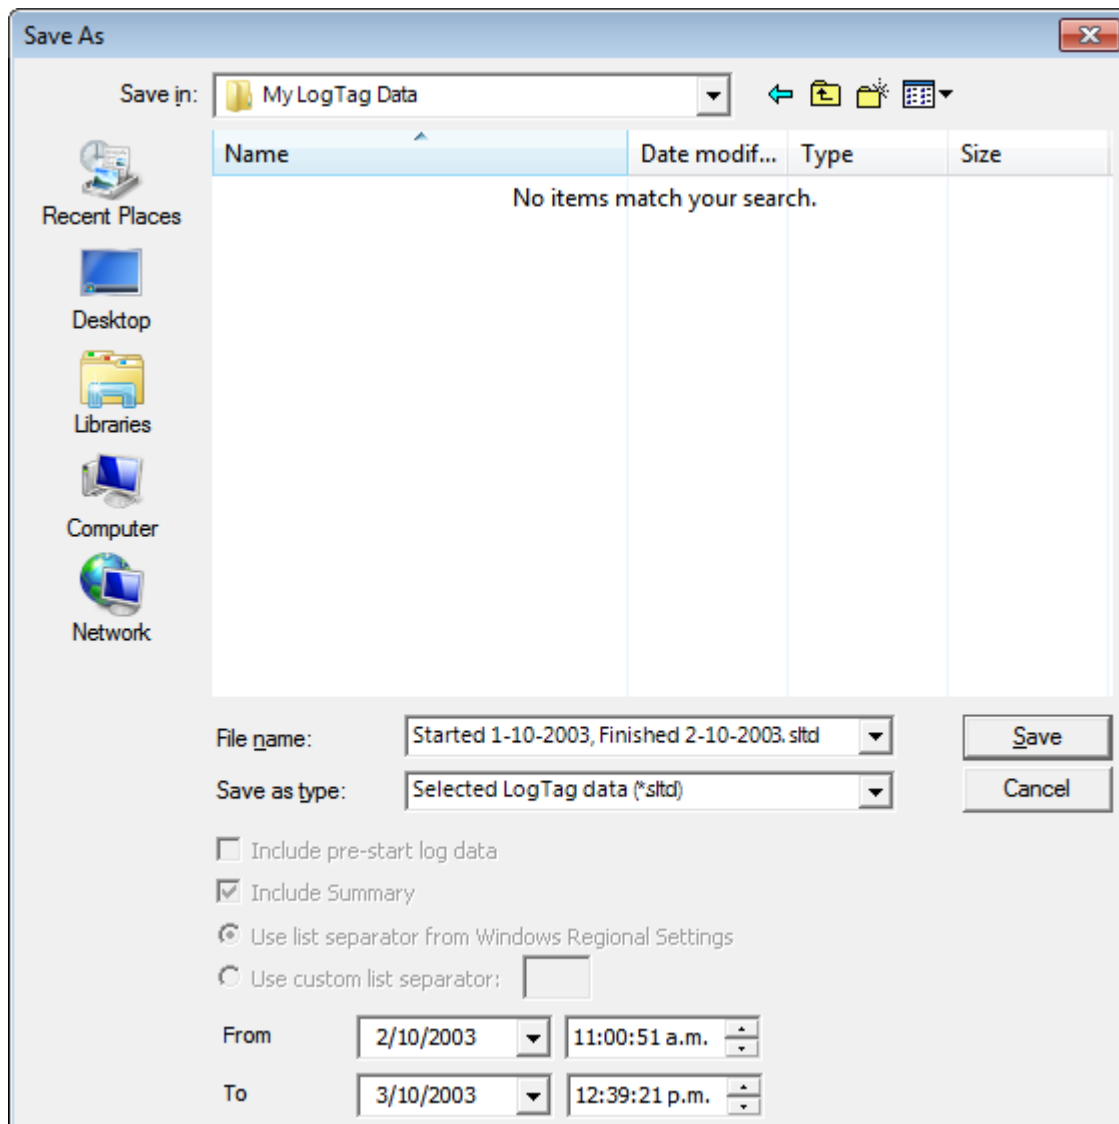 Save As
Save in: My LogTag Data
Name Date modif... Type Size
No items match your search.
Recent Places
Desktop
Libraries
Computer
Network
File name: Started 1-10-2003, Finished 2-10-2003.sltd Save
Save as type: Selected LogTag data (*.sltd) Cancel
Include pre-start log data
Include Summary
Use list separator from Windows Regional Settings
Use custom list separator:
From 2/10/2003 11:00:51 a.m.
To 3/10/2003 12:39:21 p.m.